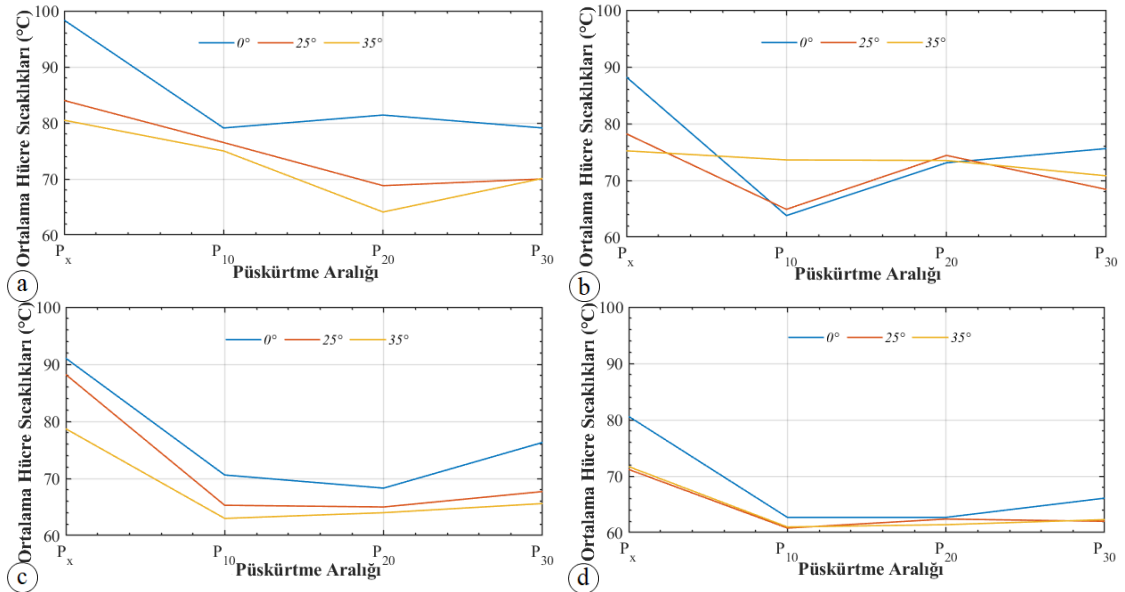 Ortalama Hücre Sıcaklıkları (°C)
100
90
80
70
60
0° 25° 35°
Pₓ P₁₀ P₂₀ P₃₀
Püskürtme Aralığı
a
Ortalama Hücre Sıcaklıkları (°C)
100
90
80
70
60
0° 25° 35°
Pₓ P₁₀ P₂₀ P₃₀
Püskürtme Aralığı
b
Ortalama Hücre Sıcaklıkları (°C)
100
90
80
70
60
0° 25° 35°
Pₓ P₁₀ P₂₀ P₃₀
Püskürtme Aralığı
c
Ortalama Hücre Sıcaklıkları (°C)
100
90
80
70
60
0° 25° 35°
Pₓ P₁₀ P₂₀ P₃₀
Püskürtme Aralığı
d